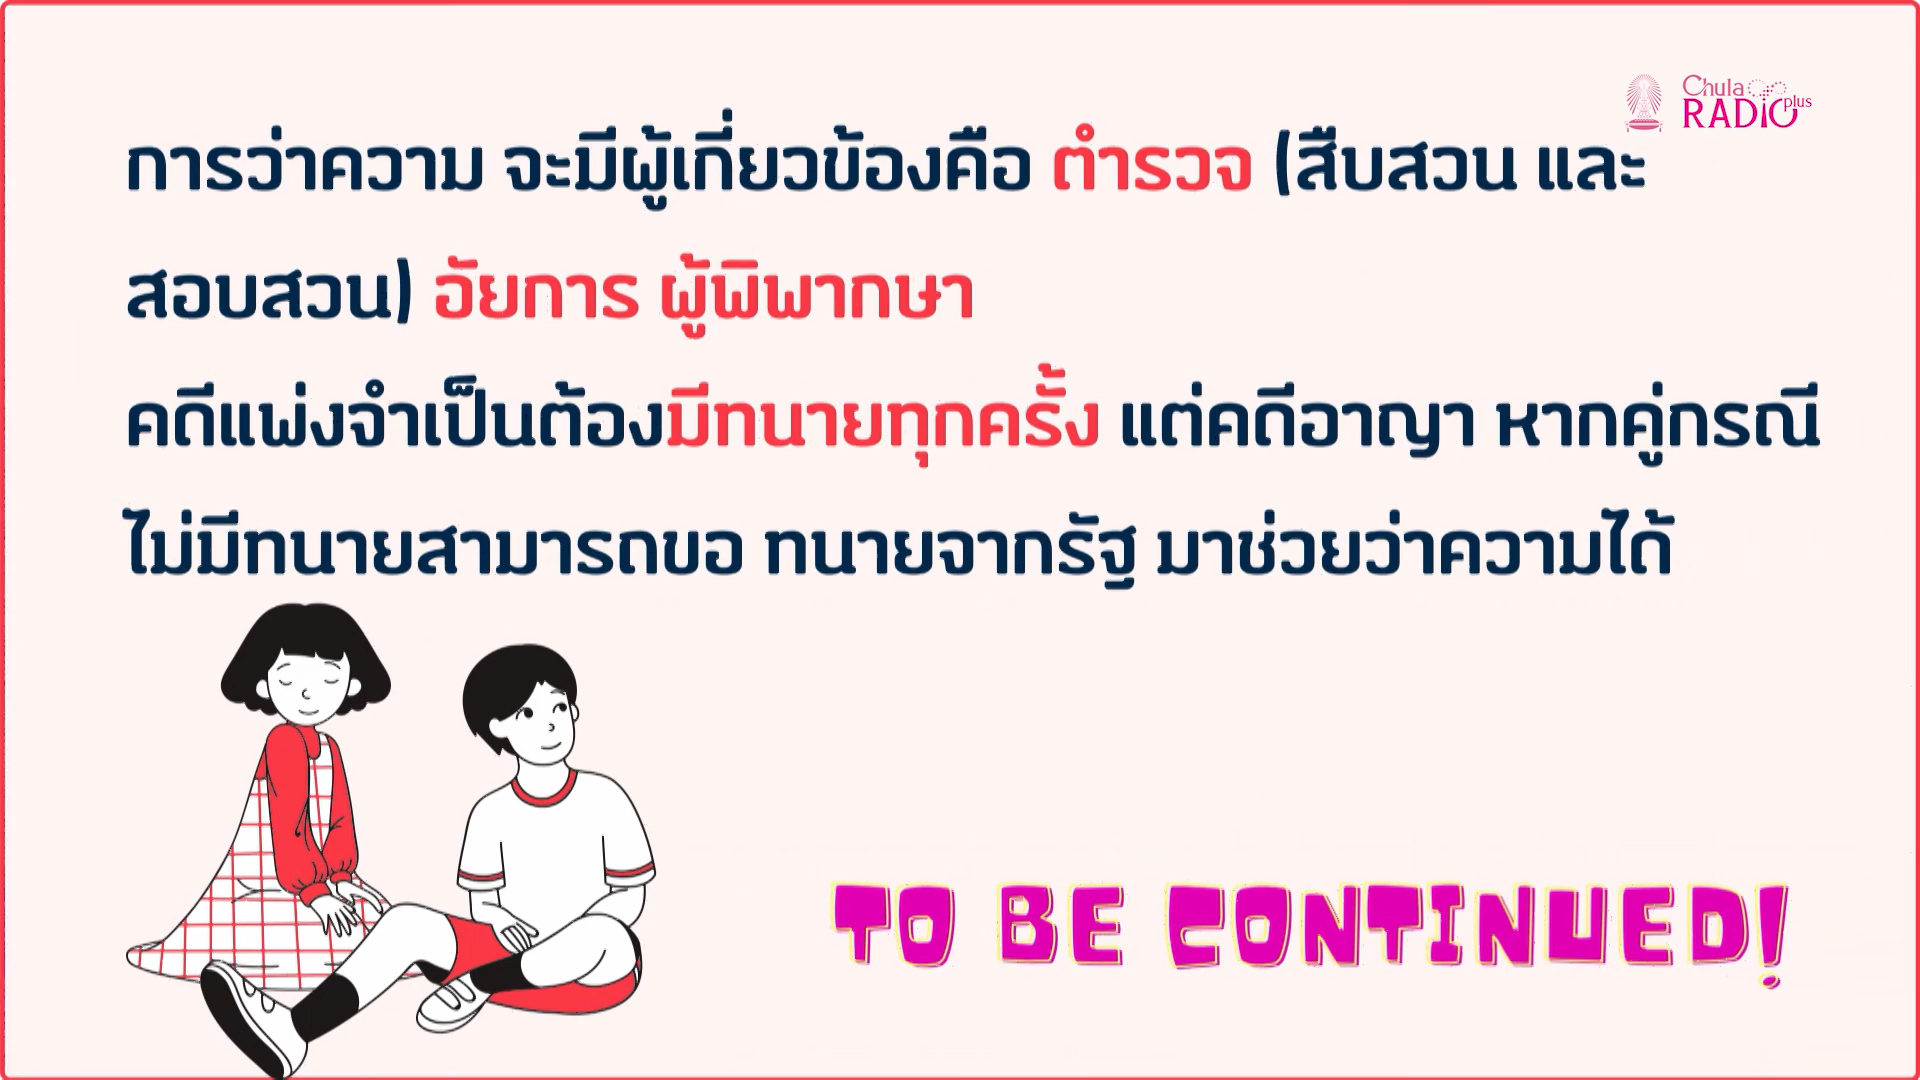 Chula
RADIO plus
การว่าความ จะมีผู้เกี่ยวข้องคือ ตำรวจ (สืบสวน และ
สอบสวน) อัยการ ผู้พิพากษา
คดีแพ่งจำเป็นต้องมีทนายทุกครั้ง แต่คดีอาญา หากคู่กรณี
ไม่มีทนายสามารถขอ ทนายจากรัฐ มาช่วยว่าความได้
TO BE CONTINUED!